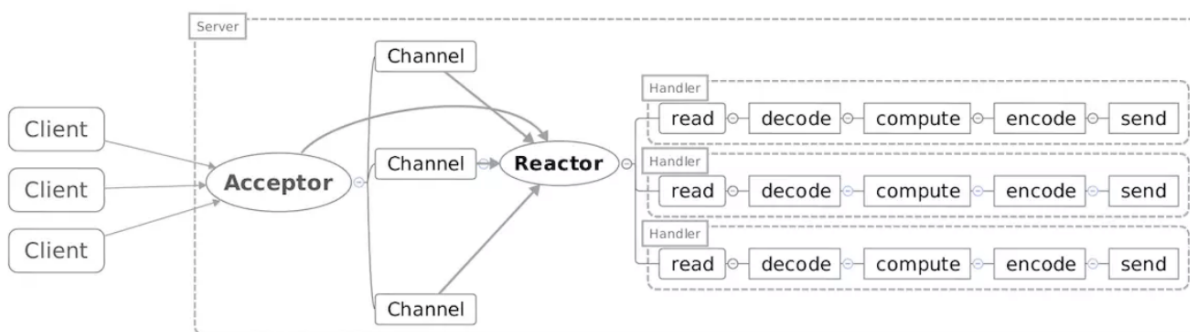 Server
Channel
Handler
Client
read
decode
compute
encode
send
Handler
Channel
Reactor
Client
Acceptor
read
decode
compute
encode
send
Handler
Client
read
decode
compute
encode
send
Channel